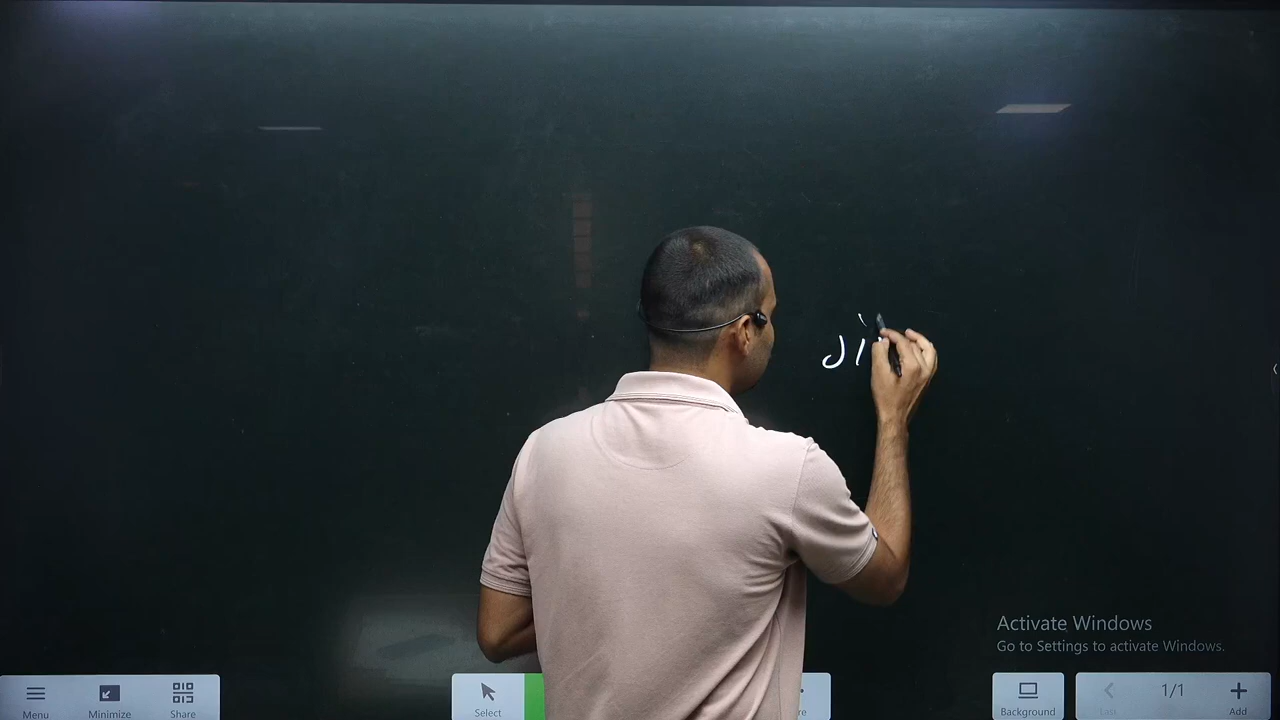 Activate Windows
Go to Settings to activate Windows.
Menu
Minimize
Share
Select
Background
1/1
Add